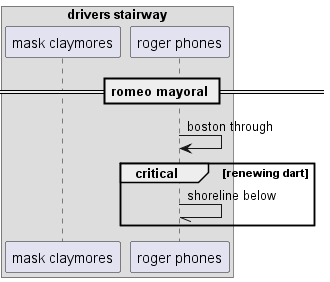 drivers stairway
mask claymores roger phones
romeo mayoral
boston through
critical [renewing dart]
shoreline below
mask claymores roger phones